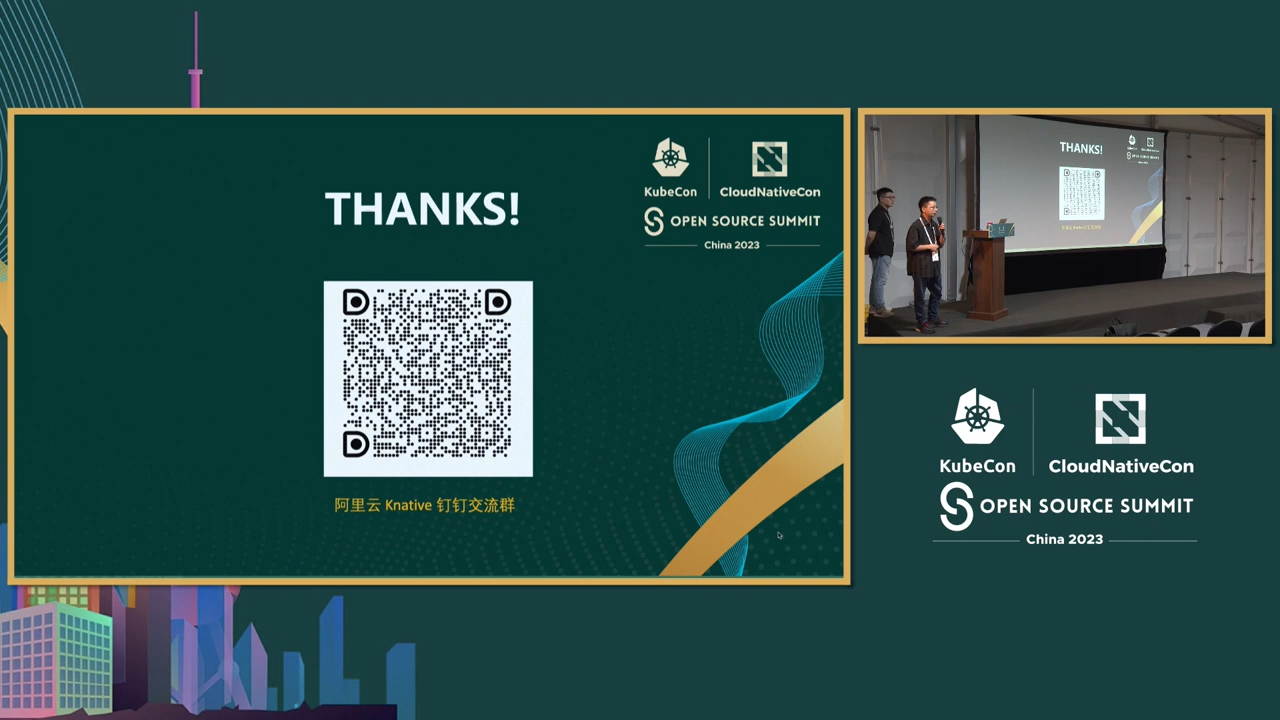 THANKS!
KubeCon
CloudNativeCon
OPEN SOURCE SUMMIT
China 2023
阿里云 Knative 钉钉交流群
THANKS!
KubeCon
CloudNativeCon
OPEN SOURCE SUMMIT
China 2023